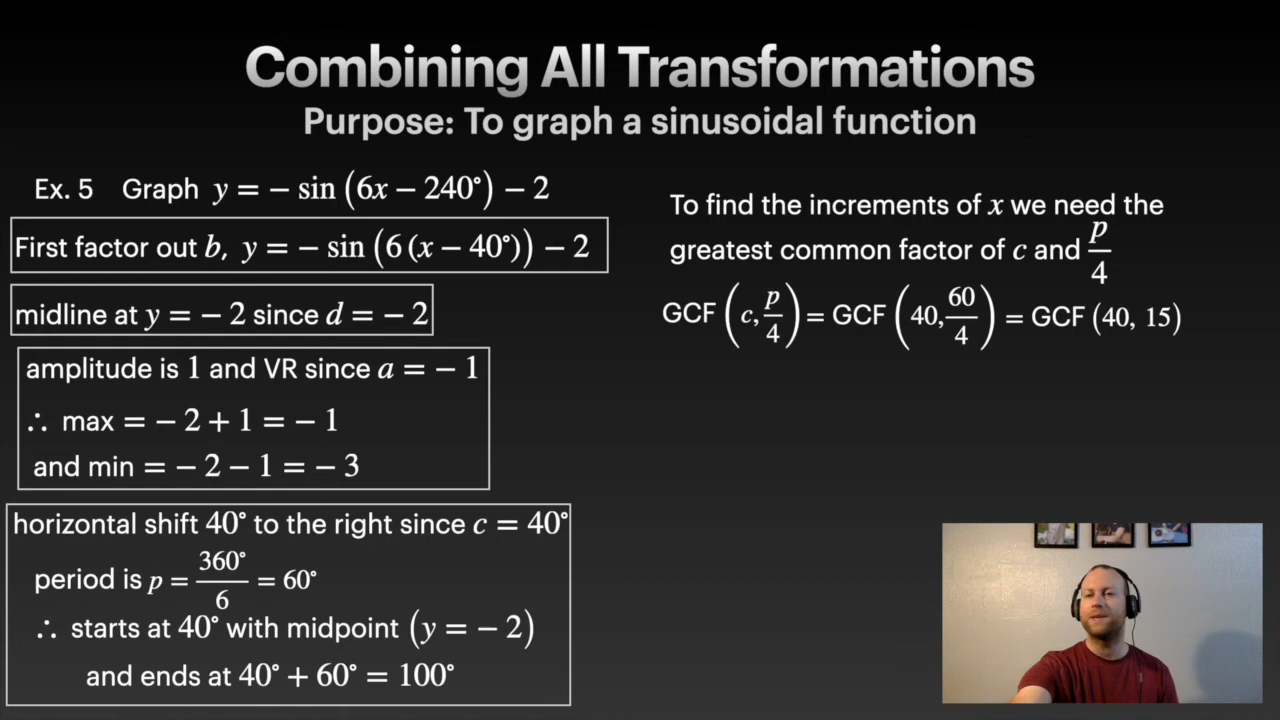 Combining All Transformations
Purpose: To graph a sinusoidal function
Ex. 5 Graph y = − sin (6x − 240°) − 2
First factor out b, y = − sin (6 (x − 40°)) − 2
midline at y = − 2 since d = − 2
amplitude is 1 and VR since a = − 1
∴ max = − 2 + 1 = − 1
and min = − 2 − 1 = − 3
horizontal shift 40° to the right since c = 40°
period is p = 360°/6 = 60°
∴ starts at 40° with midpoint (y = − 2)
and ends at 40° + 60° = 100°
To find the increments of x we need the
greatest common factor of c and p/4
GCF (c, p/4) = GCF (40, 60/4) = GCF (40, 15)